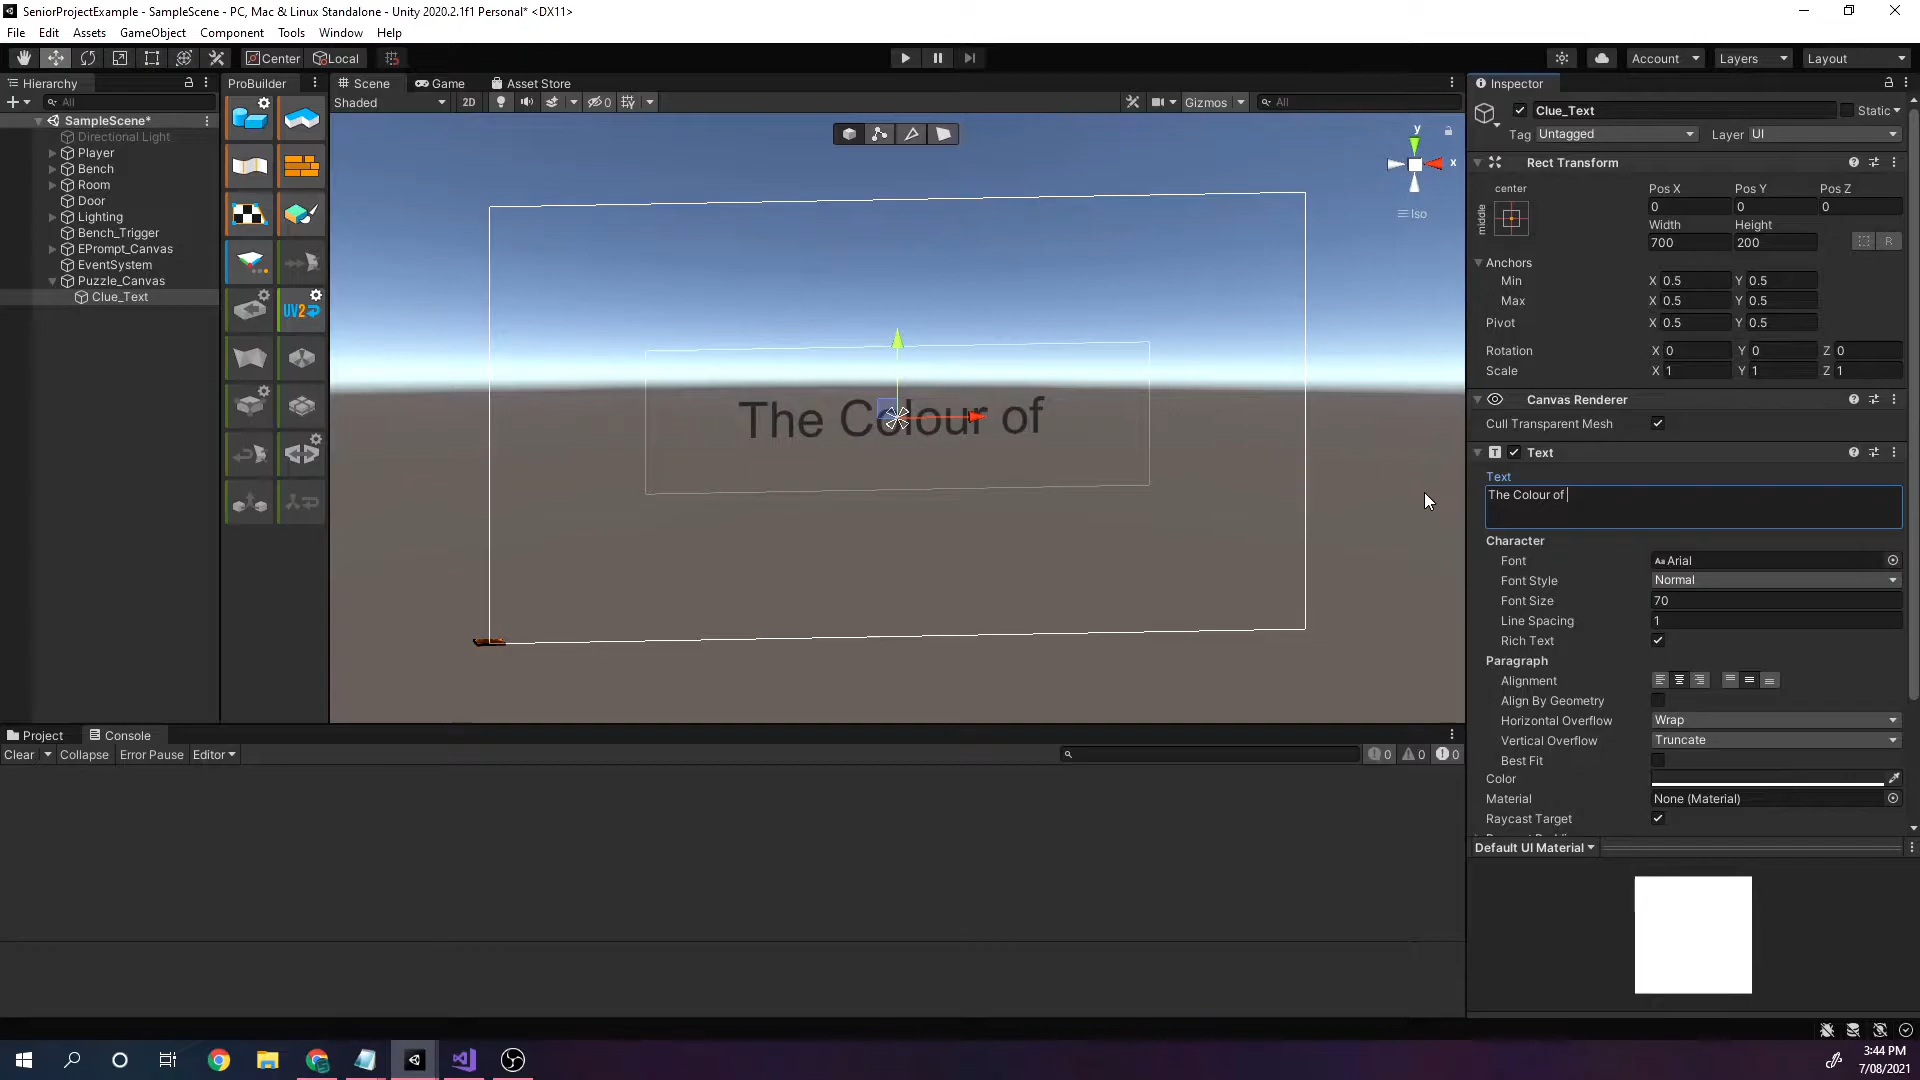 SeniorProjectExample - SampleScene - PC, Mac & Linux Standalone - Unity 2020.2.1f1 Personal* <DX11>
File Edit Assets GameObject Component Tools Window Help
Center Local Account Layers Layout
Hierarchy ProBuilder Scene Game Asset Store Inspector
All Shaded 2D 0 Gizmos All
Clue_Text Static
Tag Untagged Layer UI
SampleScene*
Directional Light
Player
Bench
Room
Door
Lighting
Bench_Trigger
EPrompt_Canvas
EventSystem
Puzzle_Canvas
Clue_Text
UV2
y
x
Iso
The Colour of
Rect Transform
center Pos X Pos Y Pos Z
middle 0 0 0
Width Height
700 200 R
Anchors
Min X 0.5 Y 0.5
Max X 0.5 Y 0.5
Pivot X 0.5 Y 0.5
Rotation X 0 Y 0 Z 0
Scale X 1 Y 1 Z 1
Canvas Renderer
Cull Transparent Mesh
Text
Text
The Colour of
Character
Font Arial
Font Style Normal
Font Size 70
Line Spacing 1
Rich Text
Paragraph
Alignment
Align By Geometry
Horizontal Overflow Wrap
Vertical Overflow Truncate
Best Fit
Color
Material None (Material)
Raycast Target
Default UI Material
Project Console
Clear Collapse Error Pause Editor 0 0 0
3:44 PM
7/08/2021